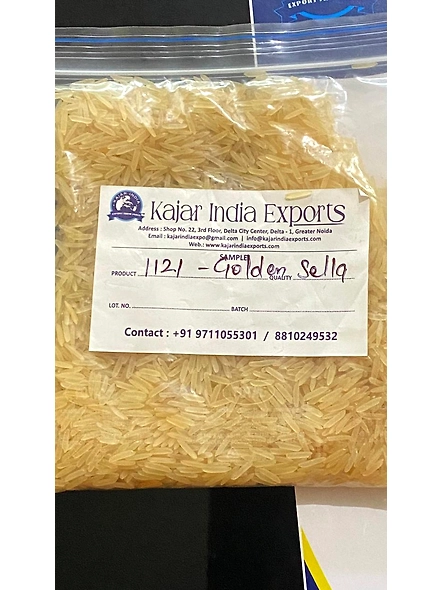 EXPORT
Kajar India Exports
Address : Shop No. 22, 3rd Floor, Delta City Center, Delta - 1, Greater Noida
Email : kajarindiaexpo@gmail.com | info@kajarindiaexports.com
Web.: www.kajarindiaexports.com
SAMPLE
PRODUCT 1121 - Golden QUALITY Sella
LOT. NO. BATCH
Contact : +91 9711055301 / 8810249532